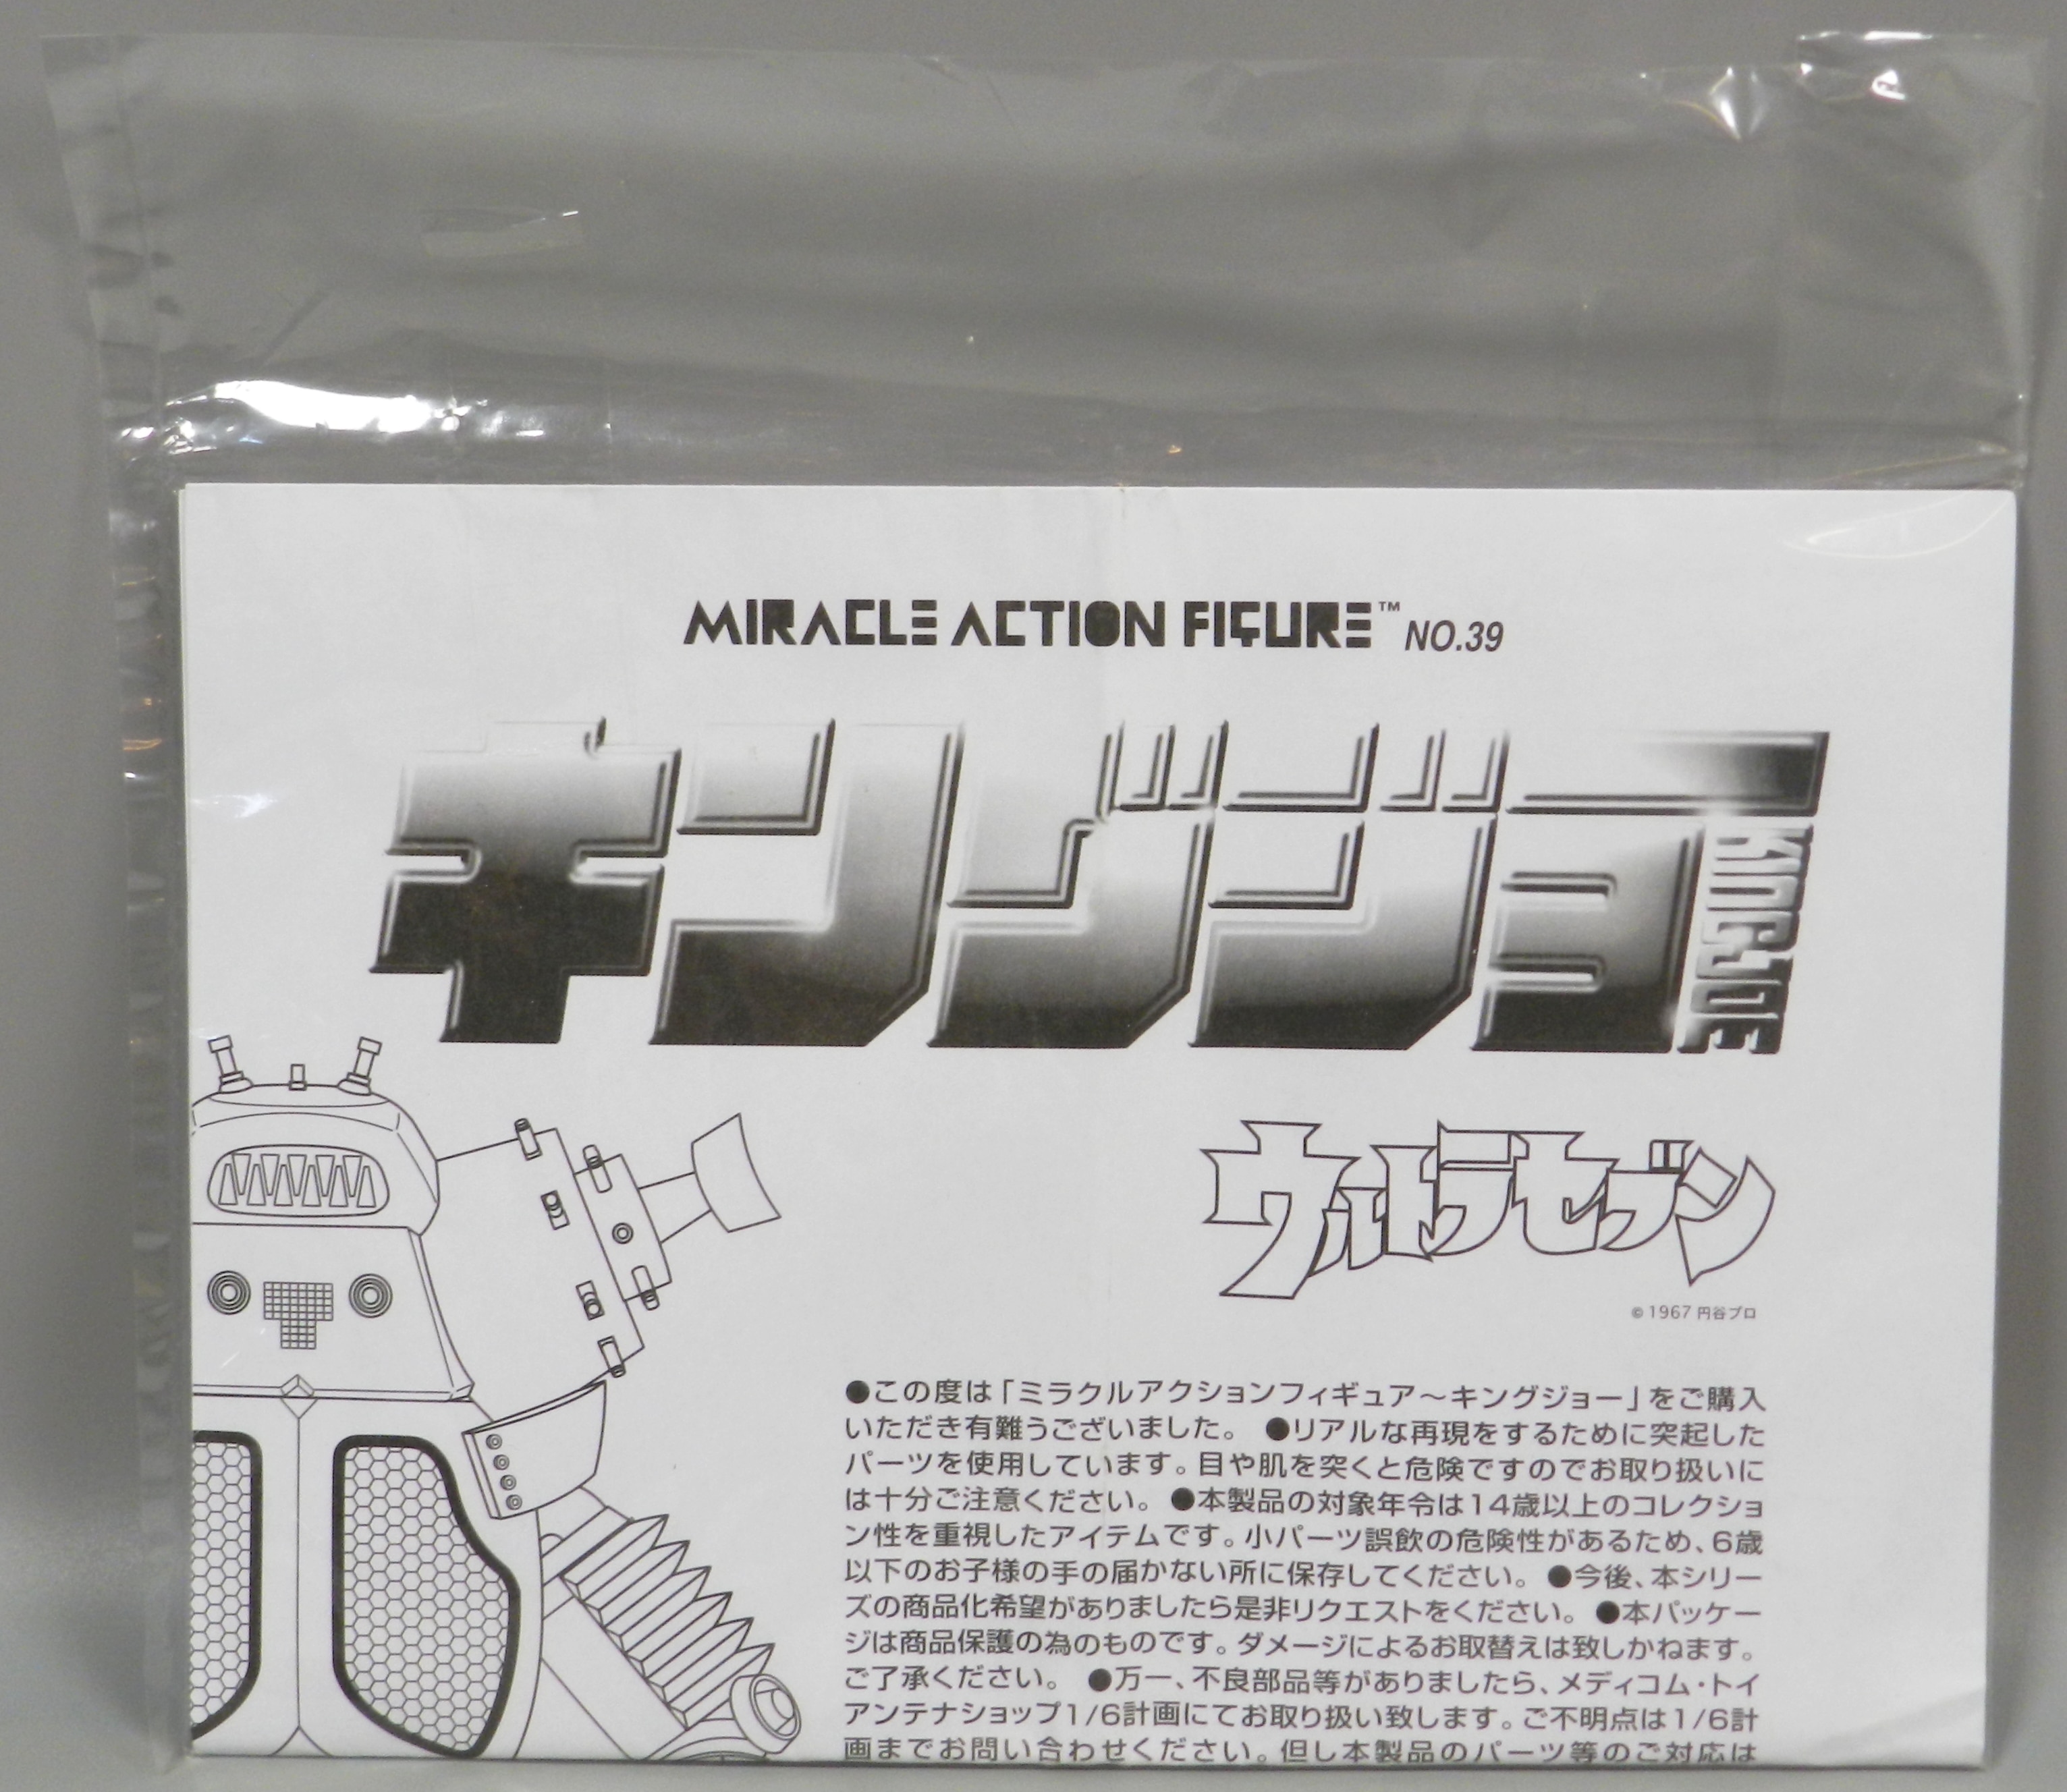 MIRACLE ACTION FIGURE™ NO.39
キングジョー
KING JOE
ウルトラセブン
© 1967 円谷プロ
●この度は「ミラクルアクションフィギュア～キングジョー」をご購入
いただき有難うございました。 ●リアルな再現をするために突起した
パーツを使用しています。目や肌を突くと危険ですのでお取り扱いに
は十分ご注意ください。 ●本製品の対象年令は14歳以上のコレクショ
ン性を重視したアイテムです。小パーツ誤飲の危険性があるため、6歳
以下のお子様の手の届かない所に保存してください。 ●今後、本シリー
ズの商品化希望がありましたら是非リクエストをください。 ●本パッケー
ジは商品保護の為のものです。ダメージによるお取替えは致しかねます。
ご了承ください。 ●万一、不良部品等がありましたら、メディコム・トイ
アンテナショップ1/6計画にてお取り扱い致します。ご不明点は1/6計
画までお問い合わせください。但し本製品のパーツ等のご対応は